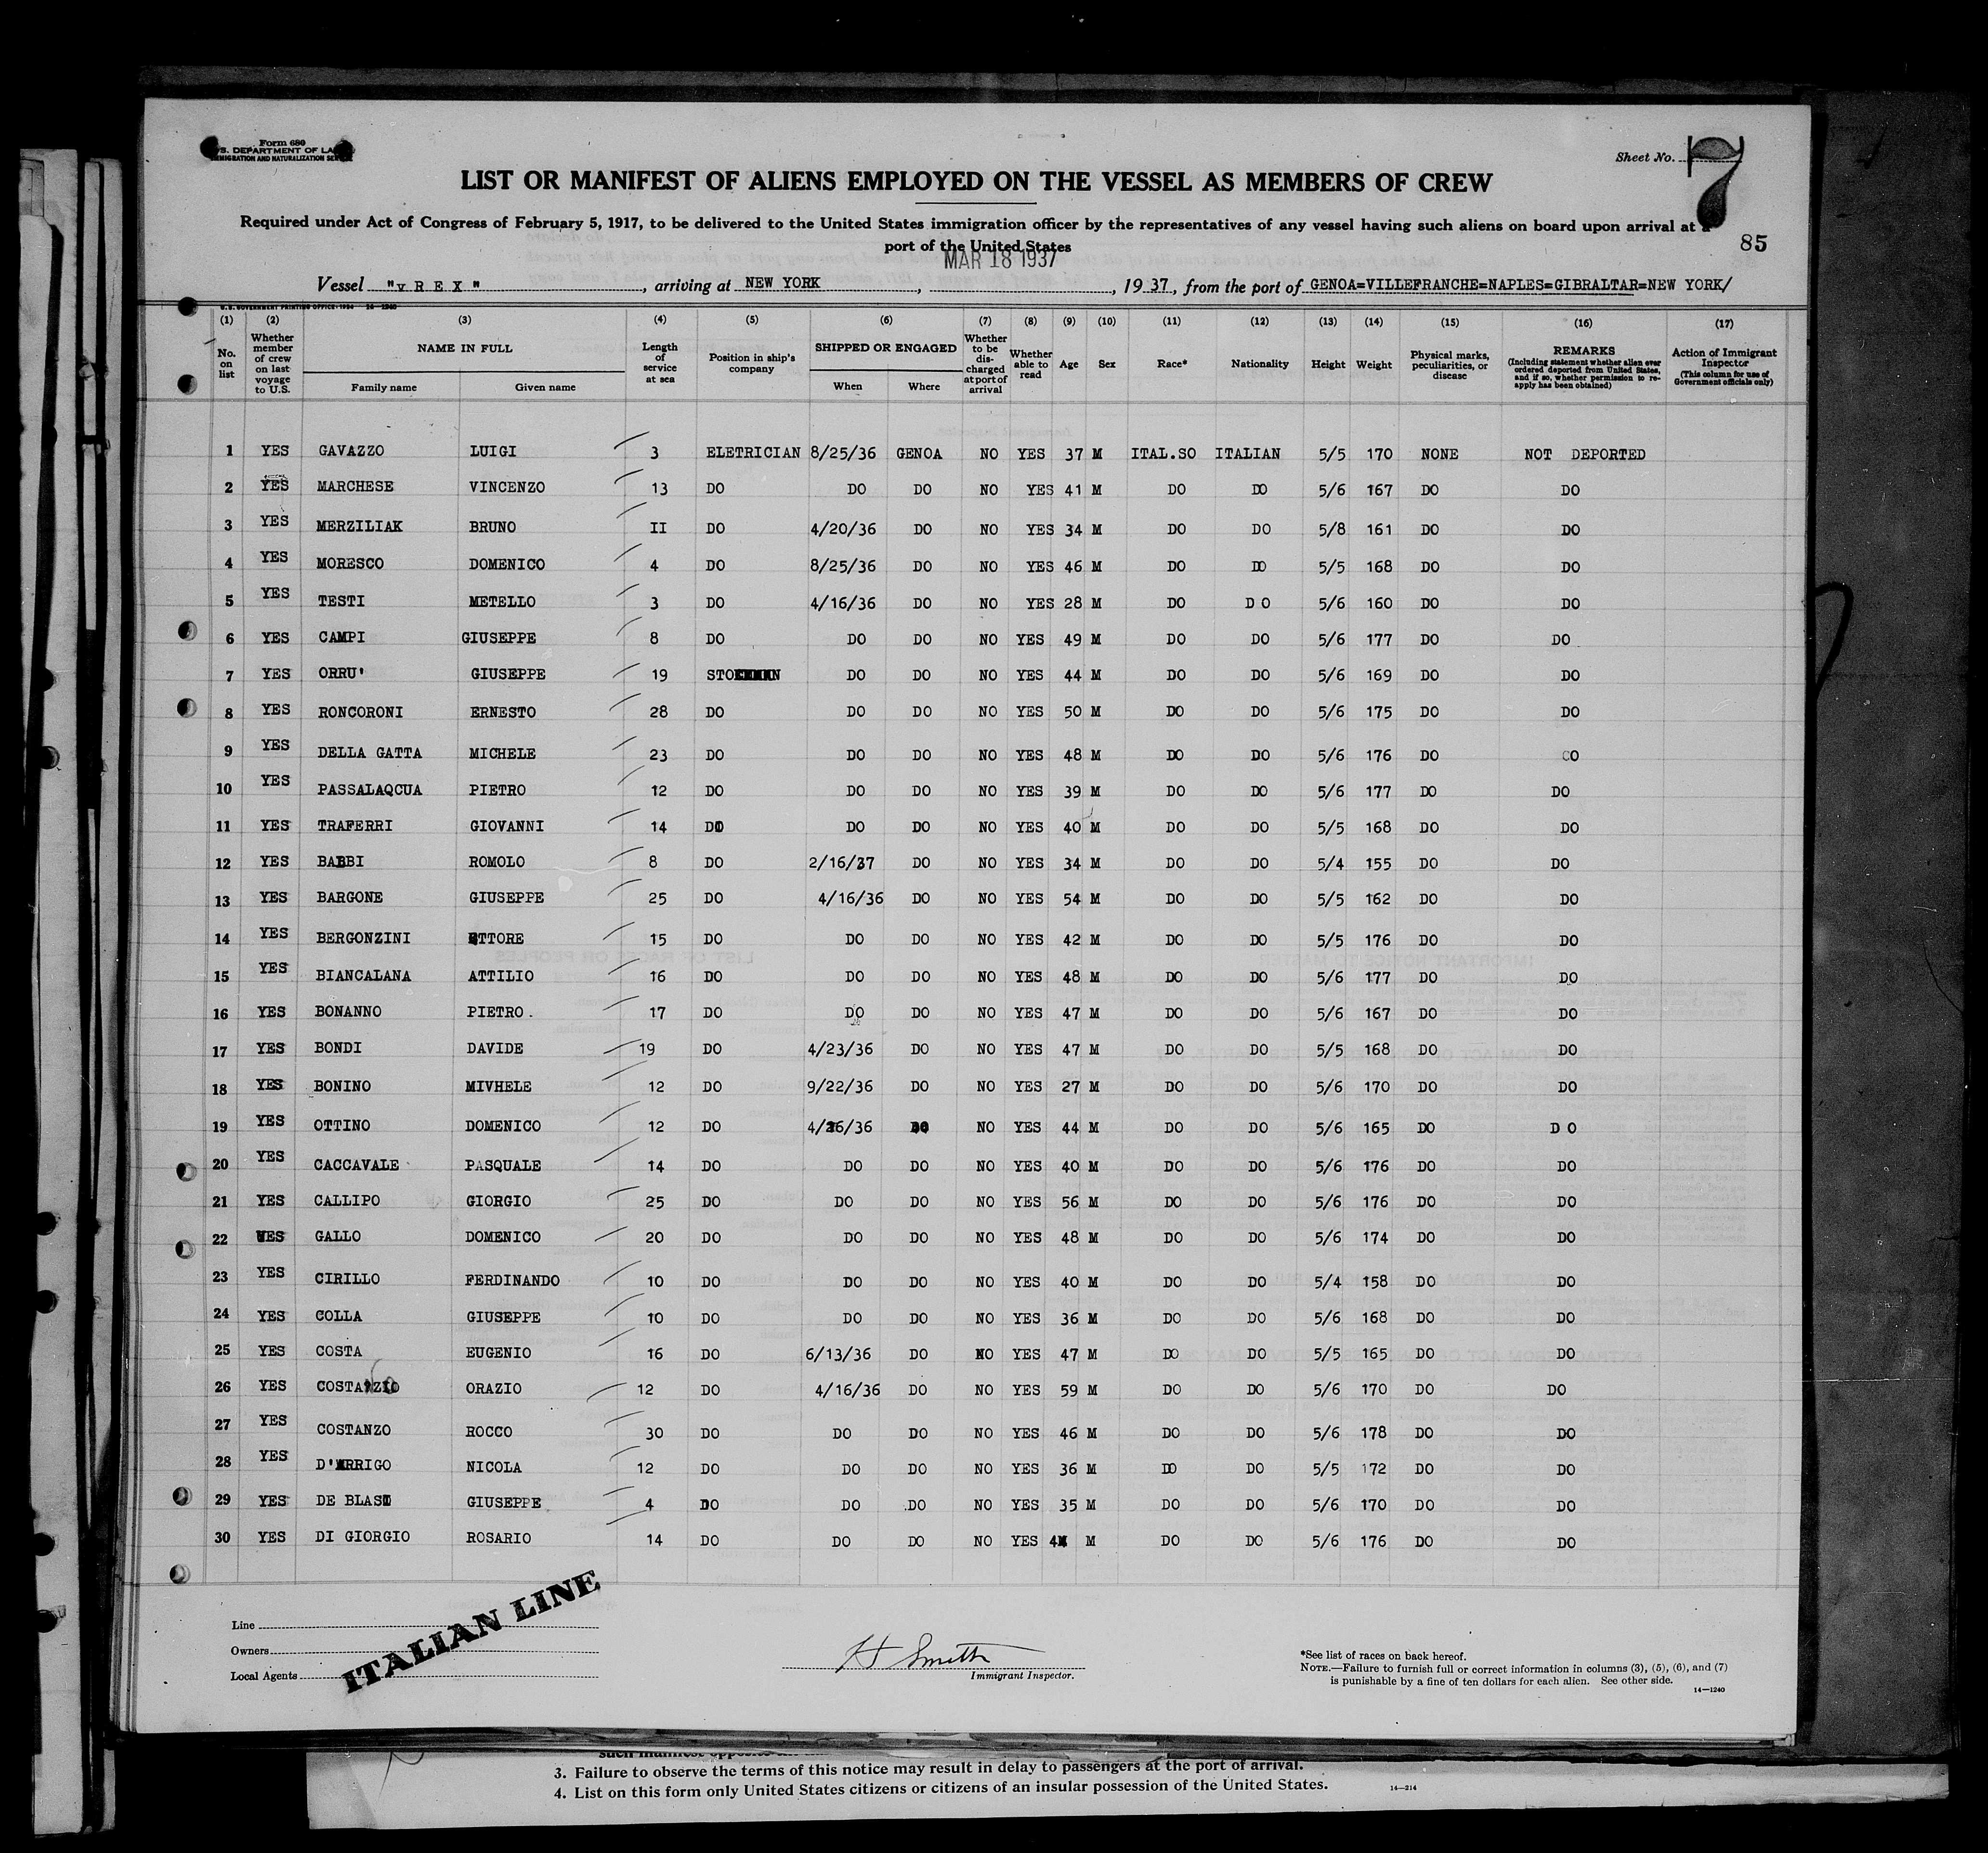 Form 680
U.S. DEPARTMENT OF LA
IMMIGRATION AND NATURALIZATION SE
Sheet No. 7
LIST OR MANIFEST OF ALIENS EMPLOYED ON THE VESSEL AS MEMBERS OF CREW
Required under Act of Congress of February 5, 1917, to be delivered to the United States immigration officer by the representatives of any vessel having such aliens on board upon arrival at a
port of the United States
85
MAR 18 1937
Vessel "v R E X ", arriving at NEW YORK, , 1937, from the port of GENOA=VILLEFRANCHE=NAPLES=GIBRALTAR=NEW YORK/
U. S. GOVERNMENT PRINTING OFFICE: 1934 14—1240
(1) (2) (3) (4) (5) (6) (7) (8) (9) (10) (11) (12) (13) (14) (15) (16) (17)
No. on list
Whether member of crew on last voyage to U.S.
NAME IN FULL
Family name Given name
Length of service at sea
Position in ship's company
SHIPPED OR ENGAGED
When Where
Whether to be discharged at port of arrival
Whether able to read
Age
Sex
Race*
Nationality
Height
Weight
Physical marks, peculiarities, or disease
REMARKS
(Including statement whether alien ever ordered deported from United States, and if so, whether permission to reapply has been obtained)
Action of Immigrant Inspector
(This column for use of Government officials only)
1 YES GAVAZZO LUIGI 3 ELETRICIAN 8/25/36 GENOA NO YES 37 M ITAL.SO ITALIAN 5/5 170 NONE NOT DEPORTED
2 YES MARCHESE VINCENZO 13 DO DO DO NO YES 41 M DO DO 5/6 167 DO DO
3 YES MERZILIAK BRUNO II DO 4/20/36 DO NO YES 34 M DO DO 5/8 161 DO DO
4 YES MORESCO DOMENICO 4 DO 8/25/36 DO NO YES 46 M DO DO 5/5 168 DO DO
5 YES TESTI METELLO 3 DO 4/16/36 DO NO YES 28 M DO D O 5/6 160 DO DO
6 YES CAMPI GIUSEPPE 8 DO DO DO NO YES 49 M DO DO 5/6 177 DO DO
7 YES ORRU' GIUSEPPE 19 DO DO NO YES 44 M DO DO 5/6 169 DO DO
8 YES RONCORONI ERNESTO 28 DO DO DO NO YES 50 M DO DO 5/6 175 DO DO
9 YES DELLA GATTA MICHELE 23 DO DO DO NO YES 48 M DO DO 5/6 176 DO CO
10 YES PASSALAQCUA PIETRO 12 DO DO DO NO YES 39 M DO DO 5/6 177 DO DO
11 YES TRAFERRI GIOVANNI 14 DO DO DO NO YES 40 M DO DO 5/5 168 DO DO
12 YES BABBI ROMOLO 8 DO 2/16/37 DO NO YES 34 M DO DO 5/4 155 DO DO
13 YES BARGONE GIUSEPPE 25 DO 4/16/36 DO NO YES 54 M DO DO 5/5 162 DO DO
14 YES BERGONZINI ETTORE 15 DO DO DO NO YES 42 M DO DO 5/5 176 DO DO
15 YES BIANCALANA ATTILIO 16 DO DO DO NO YES 48 M DO DO 5/6 177 DO DO
16 YES BONANNO PIETRO. 17 DO DO DO NO YES 47 M DO DO 5/6 167 DO DO
17 YES BONDI DAVIDE 19 DO 4/23/36 DO NO YES 47 M DO DO 5/5 168 DO DO
18 YES BONINO MIVHELE 12 DO 9/22/36 DO NO YES 27 M DO DO 5/6 170 DO DO
19 YES OTTINO DOMENICO 12 DO DO NO YES 44 M DO DO 5/6 165 DO D O
20 YES CACCAVALE PASQUALE 14 DO DO DO NO YES 40 M DO DO 5/6 176 DO DO
21 YES CALLIPO GIORGIO 25 DO DO DO NO YES 56 M DO DO 5/6 176 DO DO
22 YES GALLO DOMENICO 20 DO DO DO NO YES 48 M DO DO 5/6 174 DO DO
23 YES CIRILLO FERDINANDO 10 DO DO DO NO YES 40 M DO DO 5/4 158 DO DO
24 YES COLLA GIUSEPPE 10 DO DO DO NO YES 36 M DO DO 5/6 168 DO DO
25 YES COSTA EUGENIO 16 DO 6/13/36 DO NO YES 47 M DO DO 5/5 165 DO DO
26 YES ORAZIO 12 DO 4/16/36 DO NO YES 59 M DO DO 5/6 170 DO DO
27 YES COSTANZO ROCCO 30 DO DO DO NO YES 46 M DO DO 5/6 178 DO DO
28 YES D'ARRIGO NICOLA 12 DO DO DO NO YES 36 M DO DO 5/5 172 DO DO
29 YES DE BLASI GIUSEPPE 4 DO DO DO NO YES 35 M DO DO 5/6 170 DO DO
30 YES DI GIORGIO ROSARIO 14 DO DO DO NO YES M DO DO 5/6 176 DO DO
Line
Owners
Local Agents
ITALIAN LINE
H Smith
Immigrant Inspector.
*See list of races on back hereof.
NOTE.—Failure to furnish full or correct information in columns (3), (5), (6), and (7)
is punishable by a fine of ten dollars for each alien. See other side.
14—1240
such manifest opposite
3. Failure to observe the terms of this notice may result in delay to passengers at the port of arrival.
4. List on this form only United States citizens or citizens of an insular possession of the United States.
14—214